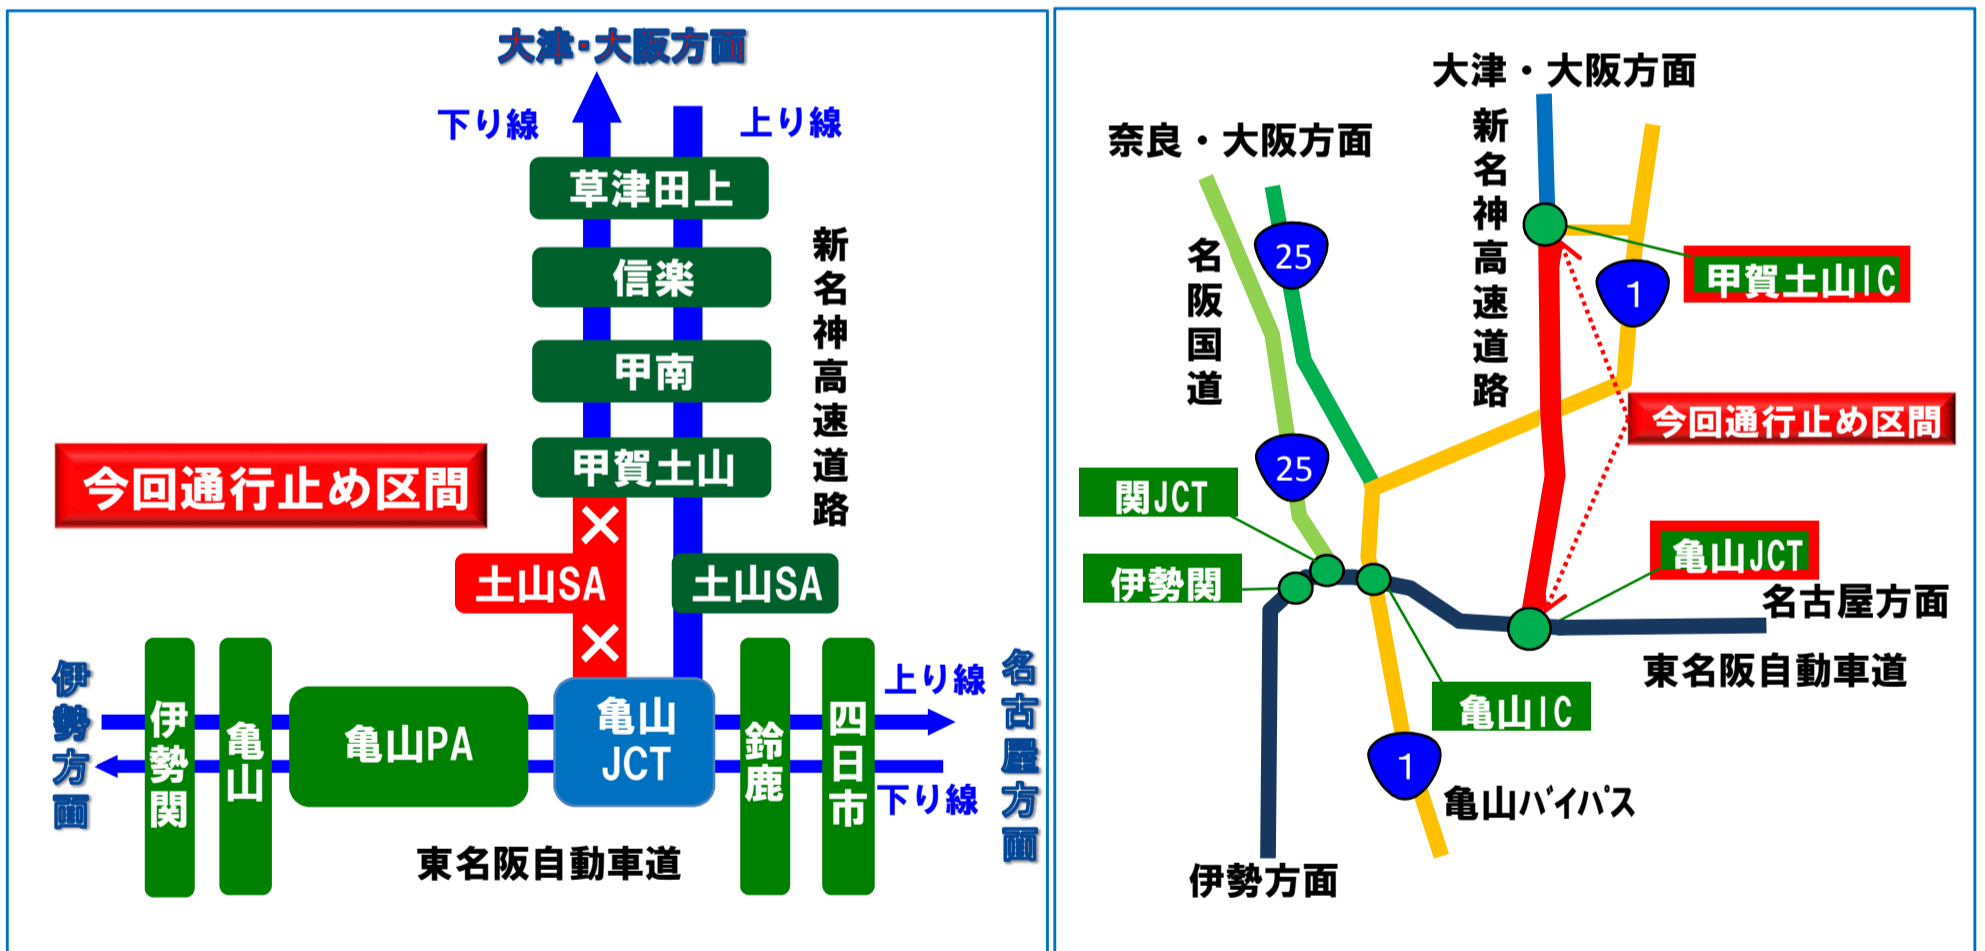 大津・大阪方面
下り線
上り線
草津田上
信楽
甲南
甲賀土山
新名神高速道路
今回通行止め区間
土山SA
土山SA
伊勢方面
伊勢関
亀山
亀山PA
亀山
JCT
鈴鹿
四日市
上り線
下り線
名古屋方面
東名阪自動車道
大津・大阪方面
奈良・大阪方面
新名神高速道路
名阪国道
25
甲賀土山IC
1
今回通行止め区間
25
関JCT
伊勢関
亀山JCT
名古屋方面
東名阪自動車道
亀山IC
1
亀山バイパス
伊勢方面